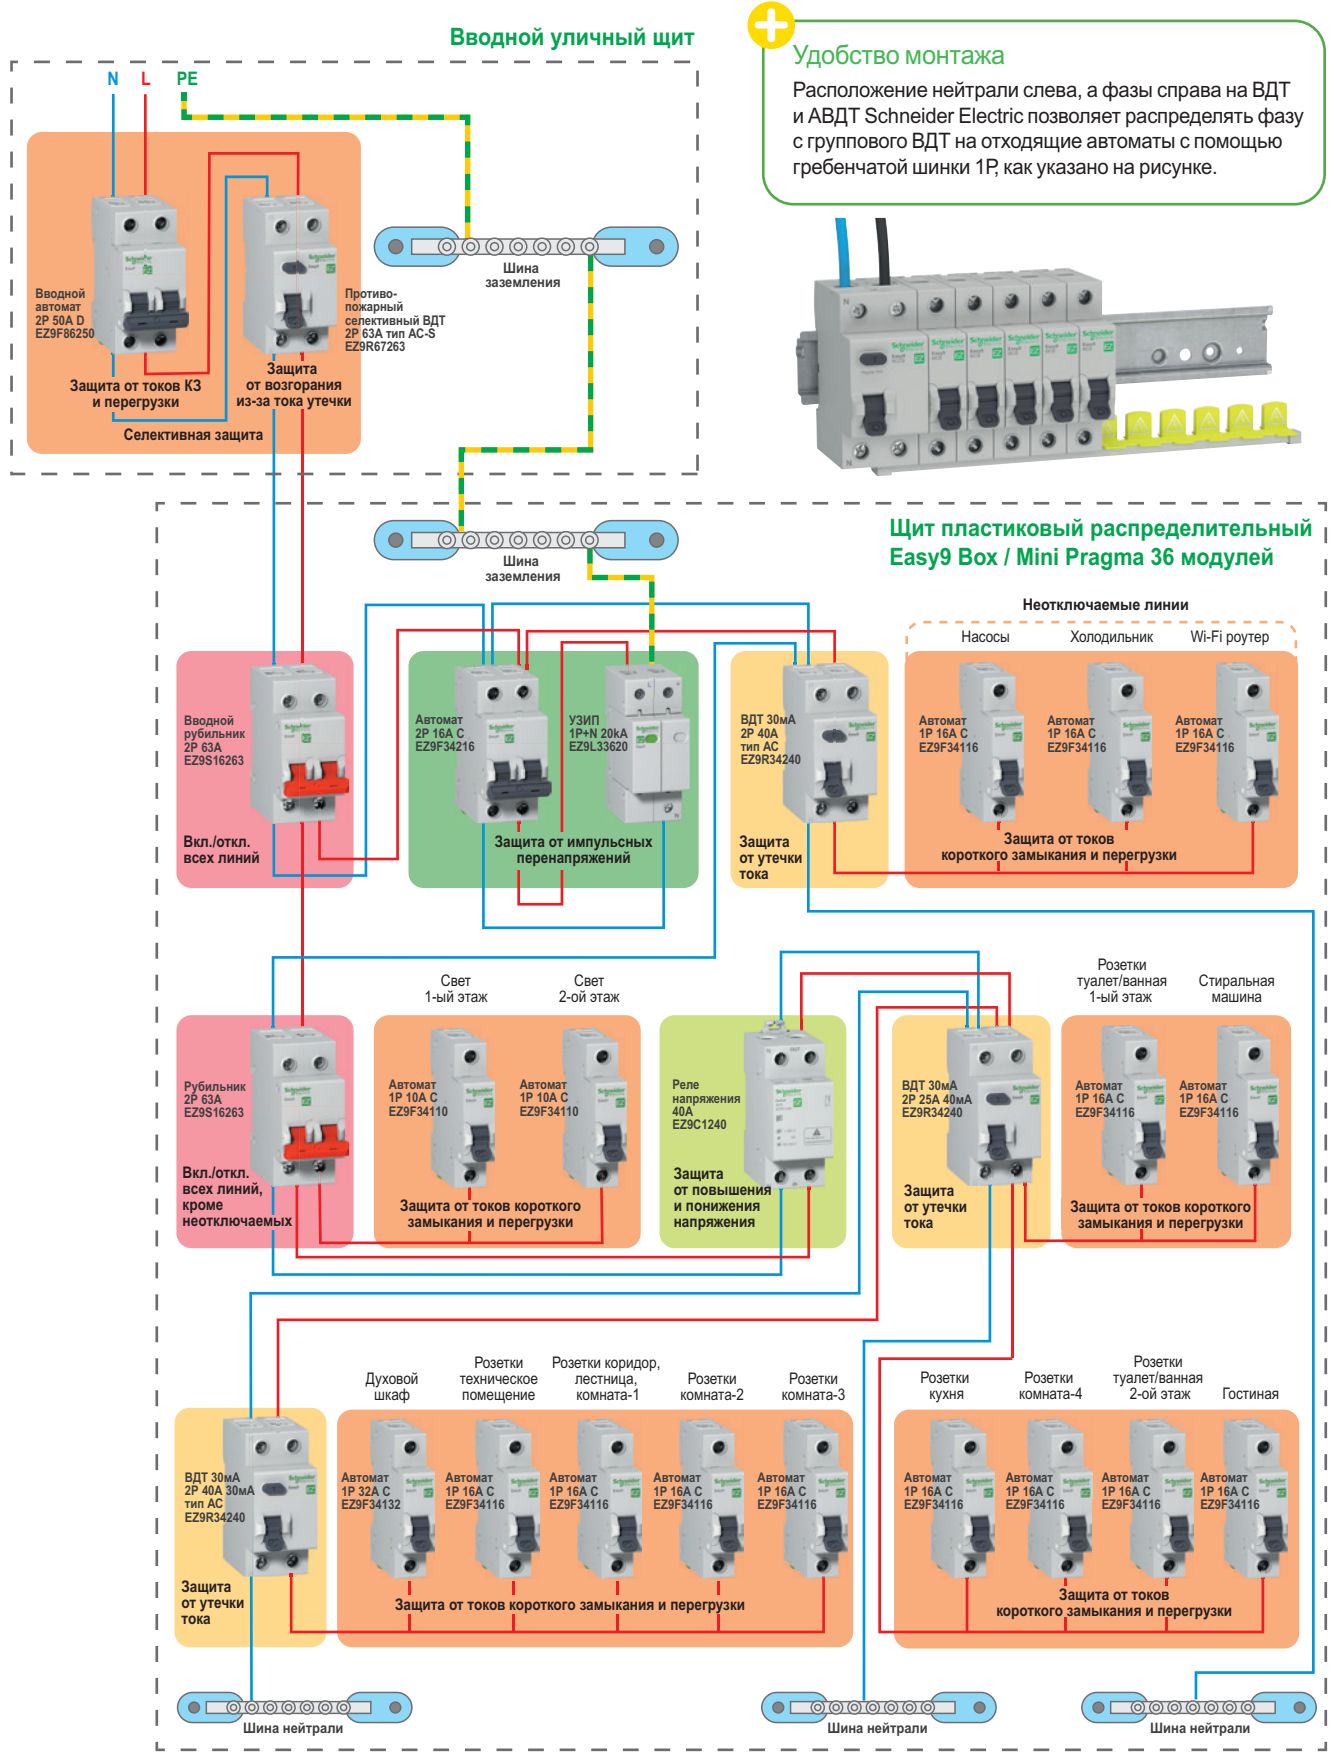 Вводной уличный щит
N L PE
Вводной
автомат
2P 50A D
EZ9F86250
Противо-
пожарный
селективный ВДТ
2P 63A тип AC-S
EZ9R67263
Защита от токов КЗ
и перегрузки
Защита
от возгорания
из-за тока утечки
Селективная защита
Шина
заземления
Удобство монтажа
Расположение нейтрали слева, а фазы справа на ВДТ
и АВДТ Schneider Electric позволяет распределять фазу
с группового ВДТ на отходящие автоматы с помощью
гребенчатой шинки 1P, как указано на рисунке.
Щит пластиковый распределительный
Easy9 Box / Mini Pragma 36 модулей
Шина
заземления
Вводной
рубильник
2P 63A
EZ9S16263
Вкл./откл.
всех линий
Автомат
2P 16A C
EZ9F34216
УЗИП
1P+N 20kA
EZ9L33620
Защита от импульсных
перенапряжений
ВДТ 30мА
2P 40A
тип AC
EZ9R34240
Защита
от утечки
тока
Неотключаемые линии
Насосы
Холодильник
Wi-Fi роутер
Автомат
1P 16A C
EZ9F34116
Автомат
1P 16A C
EZ9F34116
Автомат
1P 16A C
EZ9F34116
Защита от токов
короткого замыкания и перегрузки
Рубильник
2P 63A
EZ9S16263
Вкл./откл.
всех линий,
кроме
неотключаемых
Свет
1-ый этаж
Свет
2-ой этаж
Автомат
1P 10A C
EZ9F34110
Автомат
1P 10A C
EZ9F34110
Защита от токов короткого
замыкания и перегрузки
Реле
напряжения
40A
EZ9C1240
Защита
от повышения
и понижения
напряжения
ВДТ 30мА
2P 25A 40мА
EZ9R34240
Защита
от утечки
тока
Розетки
туалет/ванная
1-ый этаж
Стиральная
машина
Автомат
1P 16A C
EZ9F34116
Автомат
1P 16A C
EZ9F34116
Защита от токов короткого
замыкания и перегрузки
ВДТ 30мА
2P 40A 30мА
тип AC
EZ9R34240
Защита
от утечки
тока
Духовой
шкаф
Розетки
техническое
помещение
Розетки коридор,
лестница,
комната-1
Розетки
комната-2
Розетки
комната-3
Автомат
1P 32A C
EZ9F34132
Автомат
1P 16A C
EZ9F34116
Автомат
1P 16A C
EZ9F34116
Автомат
1P 16A C
EZ9F34116
Автомат
1P 16A C
EZ9F34116
Защита от токов короткого замыкания и перегрузки
Розетки
кухня
Розетки
комната-4
Розетки
туалет/ванная
2-ой этаж
Гостиная
Автомат
1P 16A C
EZ9F34116
Автомат
1P 16A C
EZ9F34116
Автомат
1P 16A C
EZ9F34116
Автомат
1P 16A C
EZ9F34116
Защита от токов
короткого замыкания и перегрузки
Шина нейтрали
Шина нейтрали
Шина нейтрали